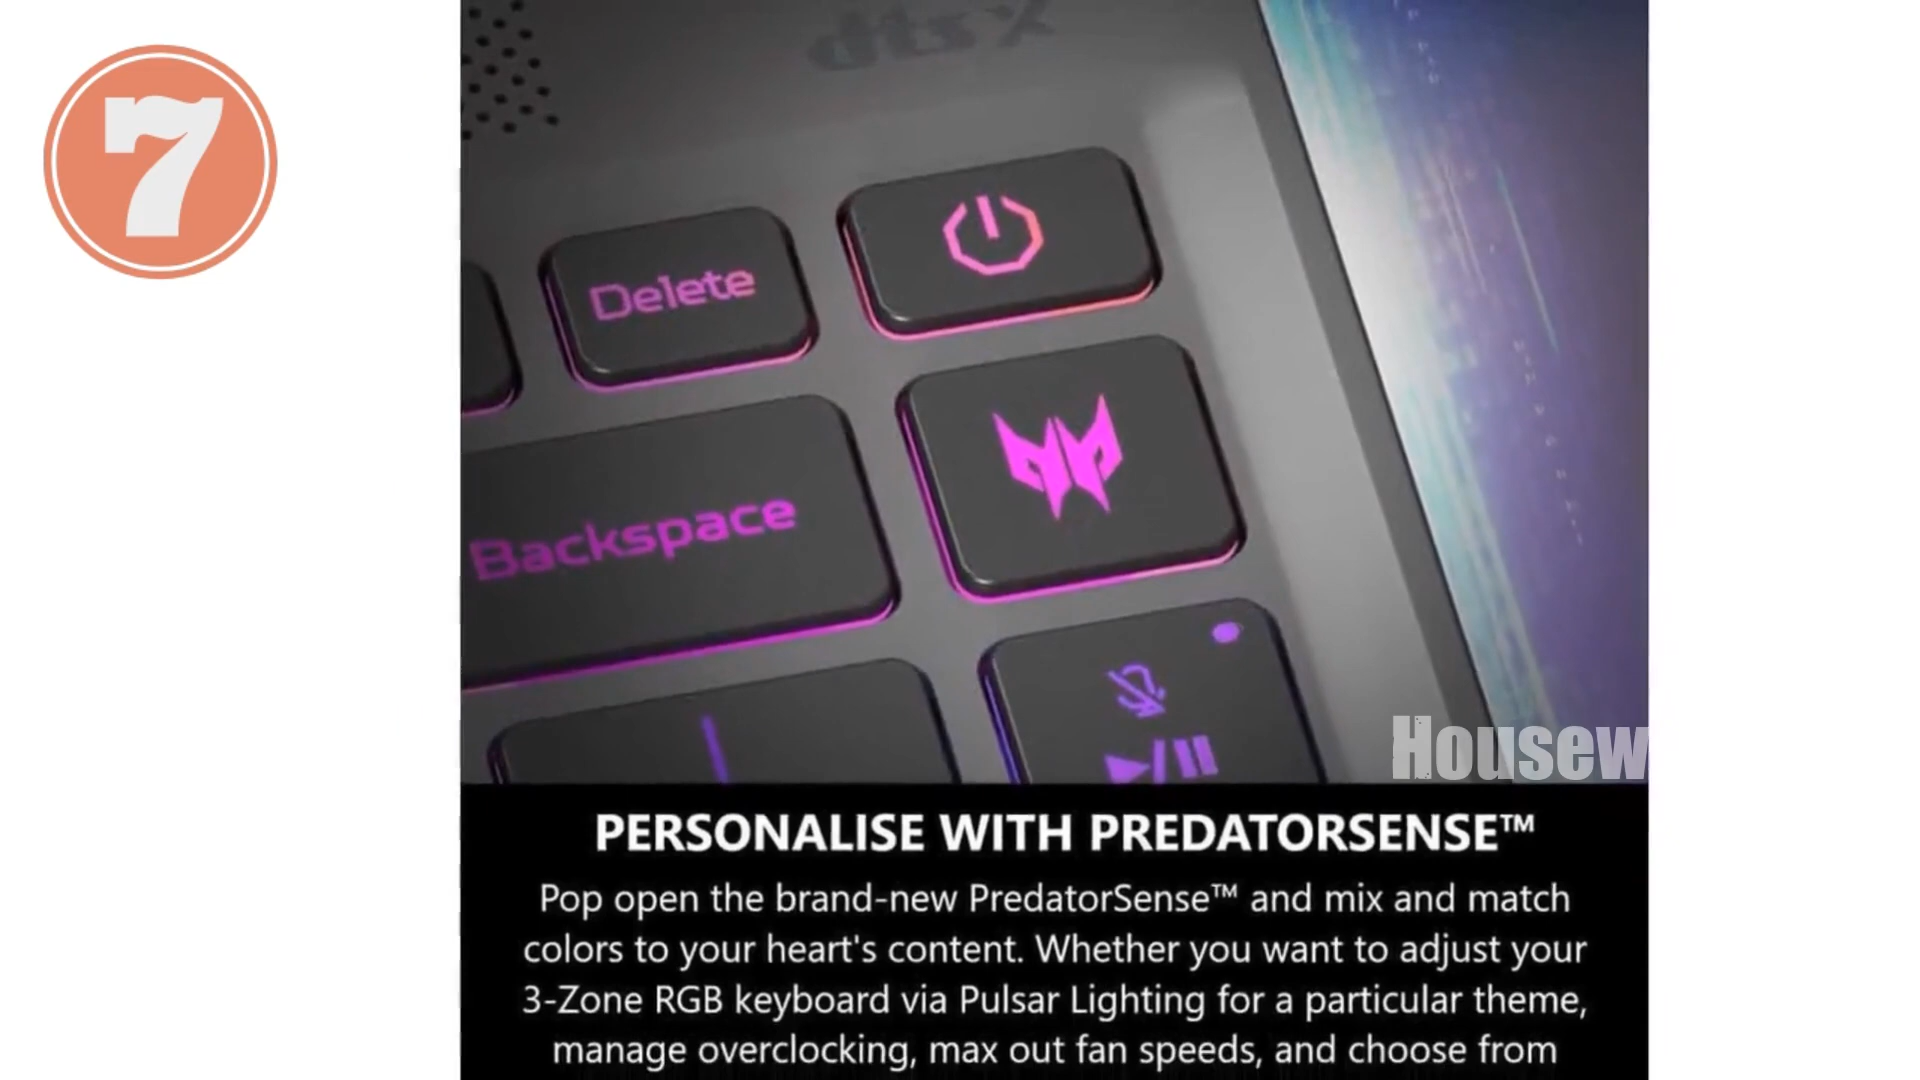 7
dts X
Delete
Backspace
Housew
PERSONALISE WITH PREDATORSENSE™
Pop open the brand-new PredatorSense™ and mix and match
colors to your heart's content. Whether you want to adjust your
3-Zone RGB keyboard via Pulsar Lighting for a particular theme,
manage overclocking, max out fan speeds, and choose from